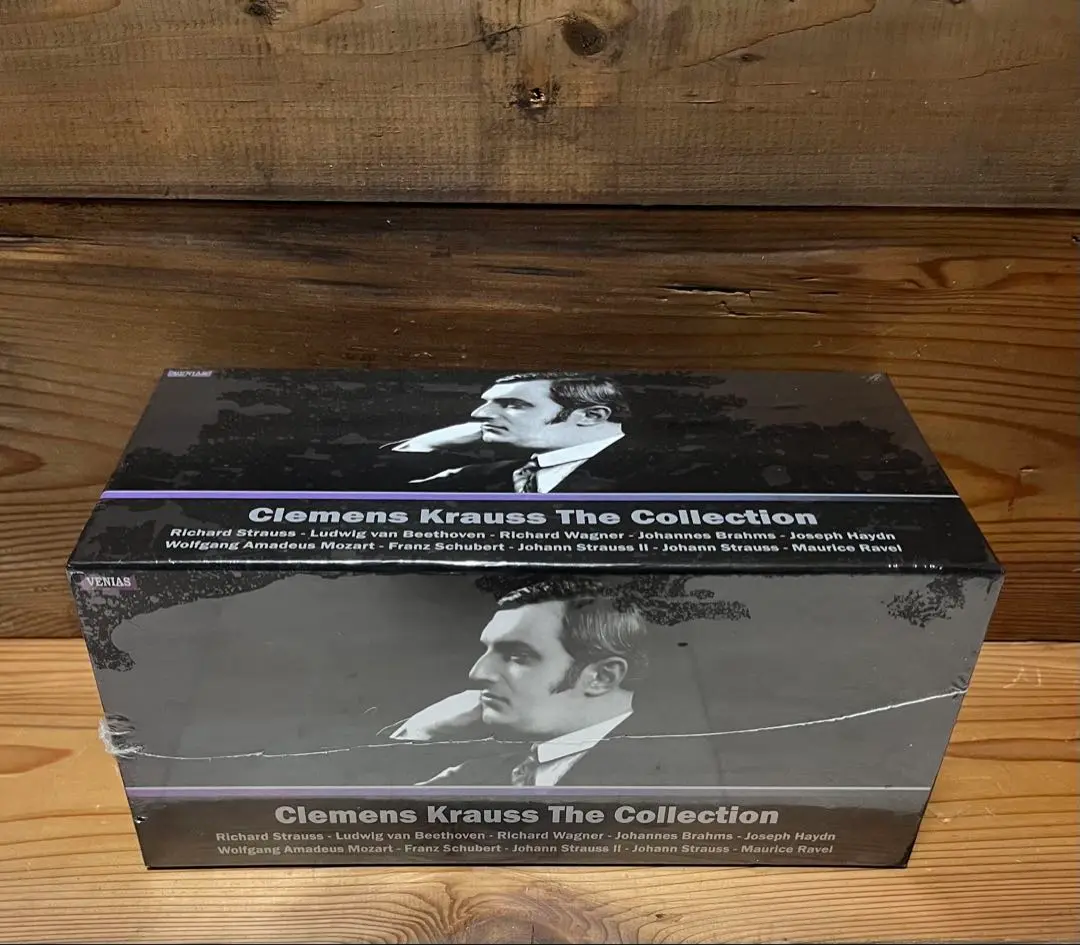 VENIAS
Clemens Krauss The Collection
Richard Strauss - Ludwig van Beethoven - Richard Wagner - Johannes Brahms - Joseph Haydn
Wolfgang Amadeus Mozart - Franz Schubert - Johann Strauss II - Johann Strauss - Maurice Ravel
VENIAS
Clemens Krauss The Collection
Richard Strauss - Ludwig van Beethoven - Richard Wagner - Johannes Brahms - Joseph Haydn
Wolfgang Amadeus Mozart - Franz Schubert - Johann Strauss II - Johann Strauss - Maurice Ravel